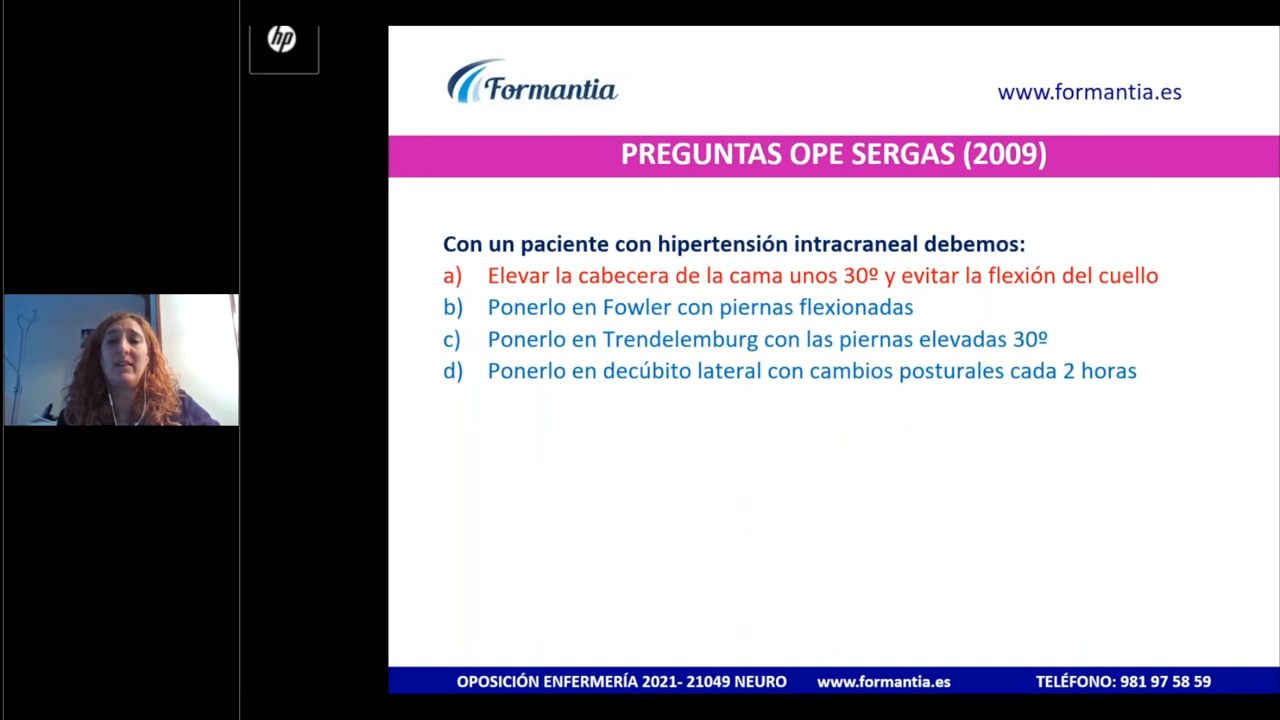 hp
Formantia
www.formantia.es
PREGUNTAS OPE SERGAS (2009)
Con un paciente con hipertensión intracraneal debemos:
a) Elevar la cabecera de la cama unos 30º y evitar la flexión del cuello
b) Ponerlo en Fowler con piernas flexionadas
c) Ponerlo en Trendelemburg con las piernas elevadas 30º
d) Ponerlo en decúbito lateral con cambios posturales cada 2 horas
OPOSICIÓN ENFERMERÍA 2021- 21049 NEURO www.formantia.es TELÉFONO: 981 97 58 59